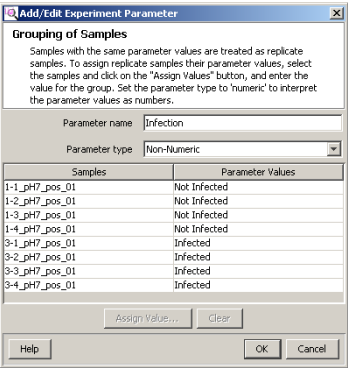 Add/Edit Experiment Parameter
Grouping of Samples
Samples with the same parameter values are treated as replicate
samples. To assign replicate samples their parameter values, select
the samples and click on the "Assign Values" button, and enter the
value for the group. Set the parameter type to 'numeric' to interpret
the parameter values as numbers.
Parameter name Infection
Parameter type Non-Numeric
Samples Parameter Values
1-1_pH7_pos_01 Not Infected
1-2_pH7_pos_01 Not Infected
1-3_pH7_pos_01 Not Infected
1-4_pH7_pos_01 Not Infected
3-1_pH7_pos_01 Infected
3-2_pH7_pos_01 Infected
3-3_pH7_pos_01 Infected
3-4_pH7_pos_01 Infected
Assign Value... Clear
Help OK Cancel